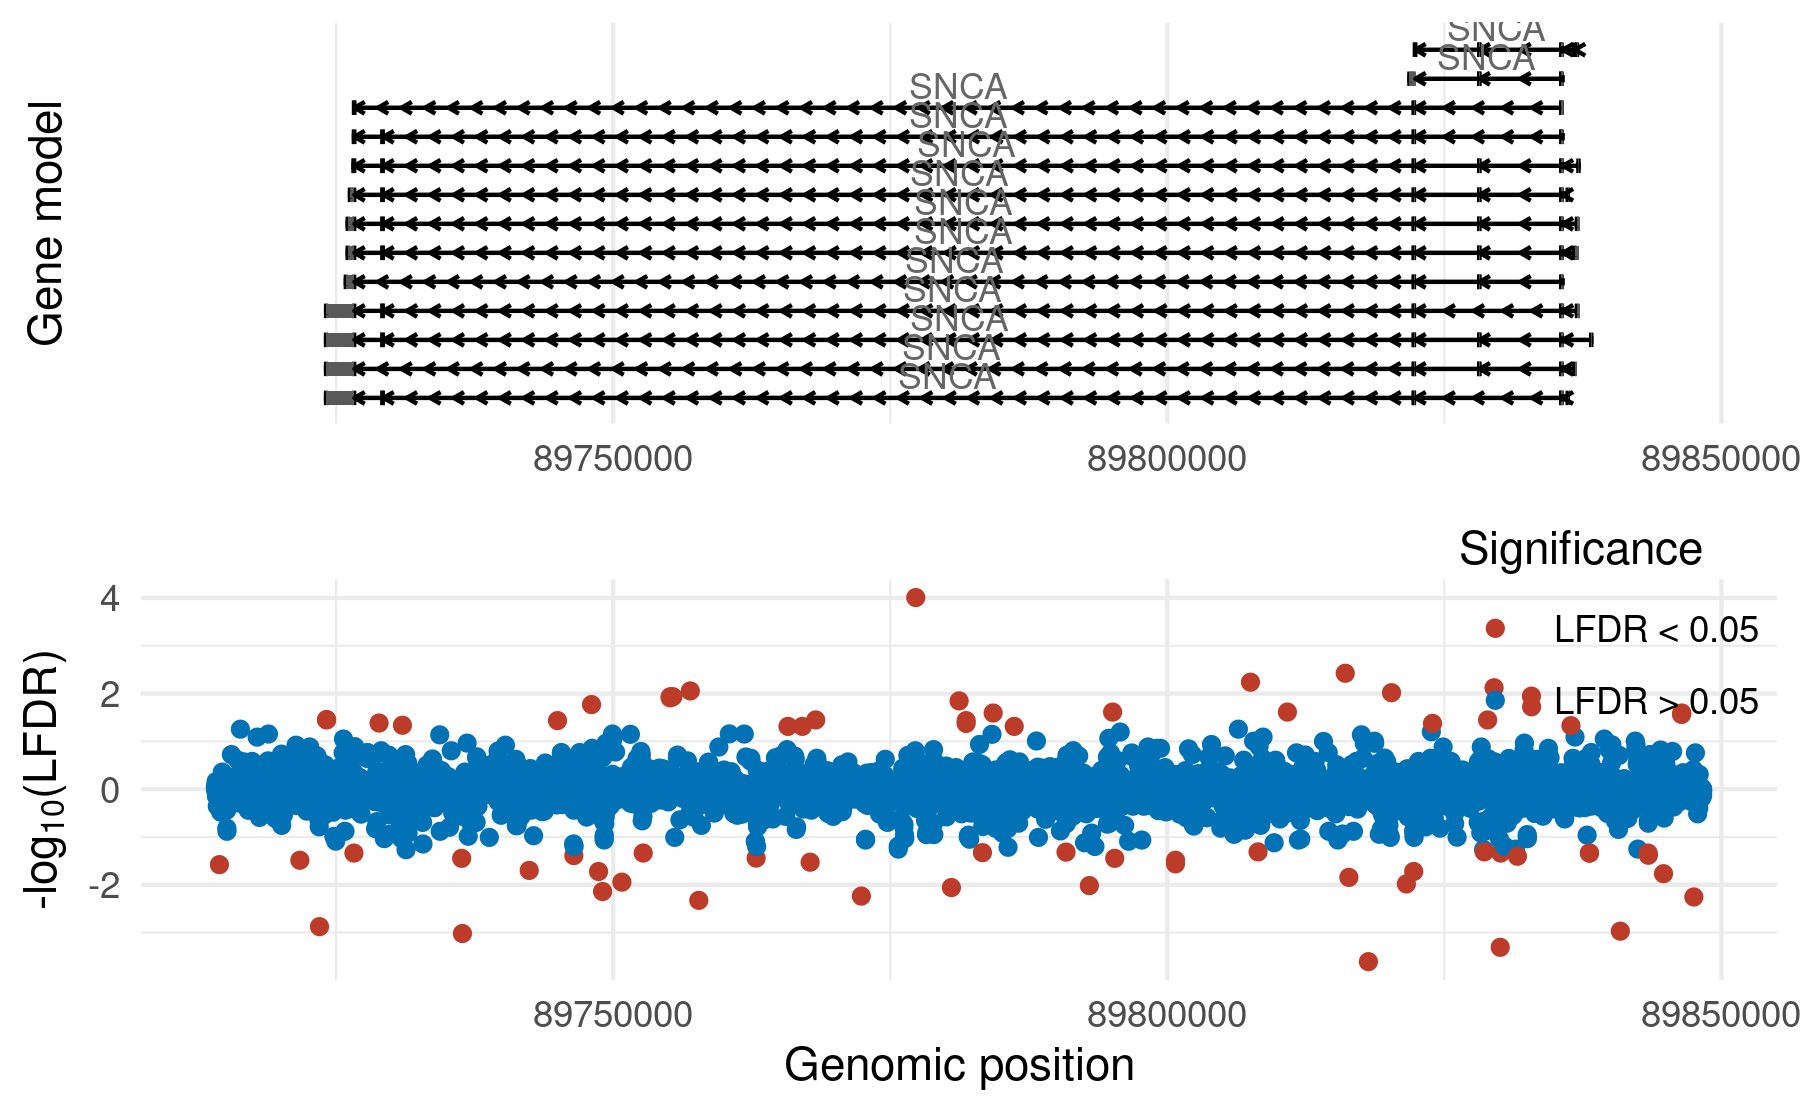 Gene model
SNCA
SNCA
SNCA
SNCA
SNCA
SNCA
SNCA
SNCA
SNCA
SNCA
SNCA
SNCA
SNCA
89750000 89800000 89850000
Significance
LFDR < 0.05
LFDR > 0.05
-log10(LFDR)
4
2
0
-2
89750000 89800000 89850000
Genomic position